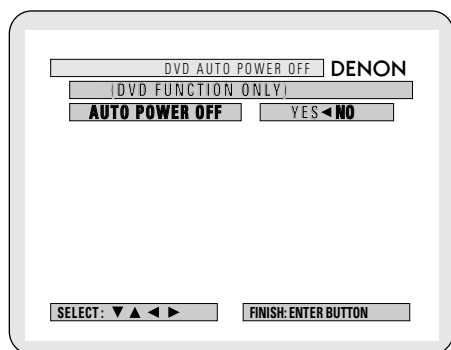 DVD AUTO POWER OFF DENON
(DVD FUNCTION ONLY)
AUTO POWER OFF YES◄NO
SELECT: ▼ ▲ ◄ ► FINISH: ENTER BUTTON